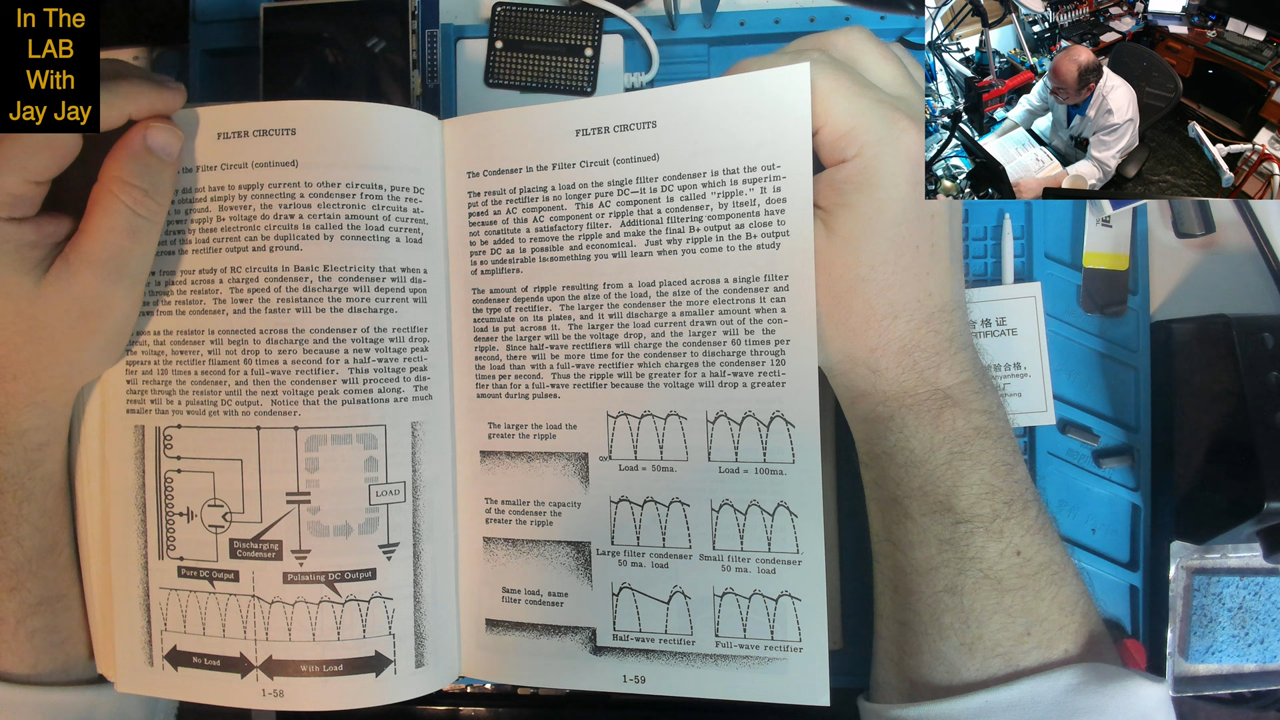 In The
LAB
With
Jay Jay
FILTER CIRCUITS
the Filter Circuit (continued)
did not have to supply current to other circuits, pure DC
obtained simply by connecting a condenser from the rec-
to ground. However, the various electronic circuits at-
power supply B+ voltage do draw a certain amount of current.
drawn by these electronic circuits is called the load current,
of this load current can be duplicated by connecting a load
across the rectifier output and ground.
from your study of RC circuits in Basic Electricity that when a
is placed across a charged condenser, the condenser will dis-
through the resistor. The speed of the discharge will depend upon
of the resistor. The lower the resistance the more current will
from the condenser, and the faster will be the discharge.
soon as the resistor is connected across the condenser of the rectifier
circuit, that condenser will begin to discharge and the voltage will drop.
The voltage, however, will not drop to zero because a new voltage peak
appears at the rectifier filament 60 times a second for a half-wave recti-
fier and 120 times a second for a full-wave rectifier. This voltage peak
will recharge the condenser, and then the condenser will proceed to dis-
charge through the resistor until the next voltage peak comes along. The
result will be a pulsating DC output. Notice that the pulsations are much
smaller than you would get with no condenser.
LOAD
Discharging
Condenser
Pure DC Output
Pulsating DC Output
No Load
With Load
1-58
FILTER CIRCUITS
The Condenser in the Filter Circuit (continued)
The result of placing a load on the single filter condenser is that the out-
put of the rectifier is no longer pure DC—it is DC upon which is superim-
posed an AC component. This AC component is called "ripple." It is
because of this AC component or ripple that a condenser, by itself, does
not constitute a satisfactory filter. Additional filtering components have
to be added to remove the ripple and make the final B+ output as close to
pure DC as is possible and economical. Just why ripple in the B+ output
is so undesirable is something you will learn when you come to the study
of amplifiers.
The amount of ripple resulting from a load placed across a single filter
condenser depends upon the size of the load, the size of the condenser and
the type of rectifier. The larger the condenser the more electrons it can
accumulate on its plates, and it will discharge a smaller amount when a
load is put across it. The larger the load current drawn out of the con-
denser the larger will be the voltage drop, and the larger will be the
ripple. Since half-wave rectifiers will charge the condenser 60 times per
second, there will be more time for the condenser to discharge through
the load than with a full-wave rectifier which charges the condenser 120
times per second. Thus the ripple will be greater for a half-wave recti-
fier than for a full-wave rectifier because the voltage will drop a greater
amount during pulses.
The larger the load the
greater the ripple
OV
Load = 50ma.
Load = 100ma.
The smaller the capacity
of the condenser the
greater the ripple
Large filter condenser
50 ma. load
Small filter condenser
50 ma. load
Same load, same
filter condenser
Half-wave rectifier
Full-wave rectifier
1-59
合格证